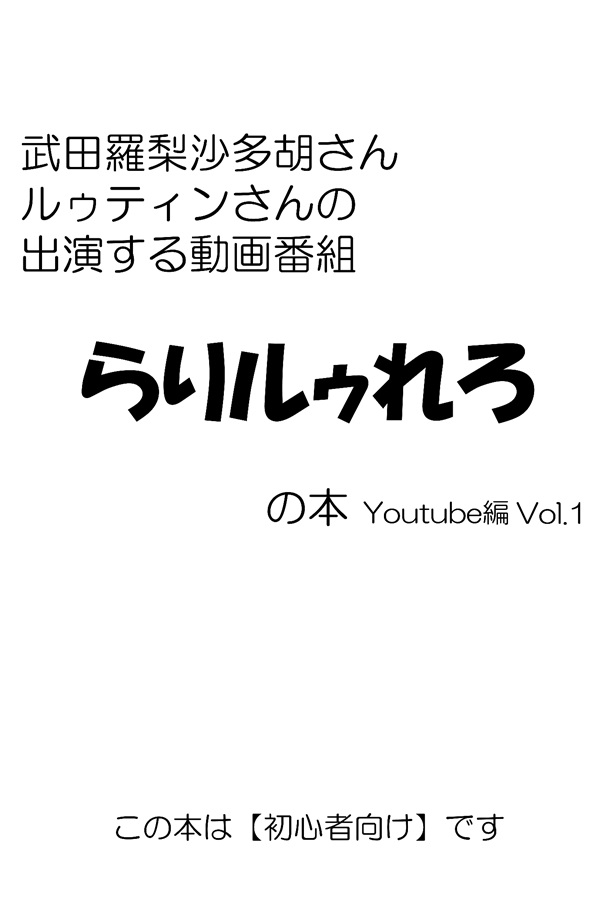 武田羅梨沙多胡さん
ルゥティンさんの
出演する動画番組
らりルゥれろ
の本 Youtube編 Vol.1
この本は【初心者向け】です